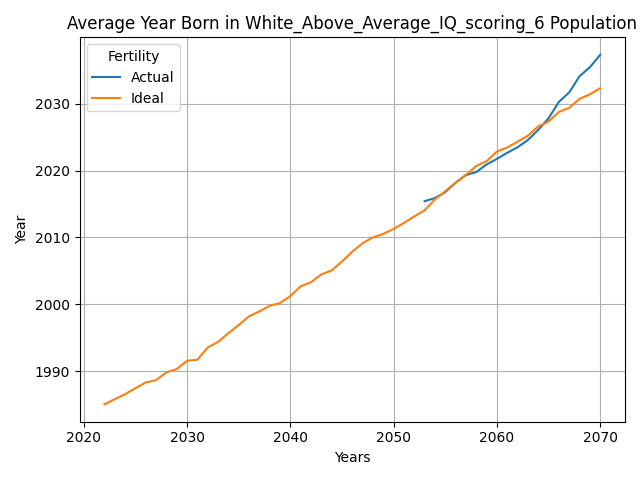 Average Year Born in White_Above_Average_IQ_scoring_6 Population
Fertility
Actual
Ideal
2030
2020
2010
2000
1990
Year
2020 2030 2040 2050 2060 2070
Years